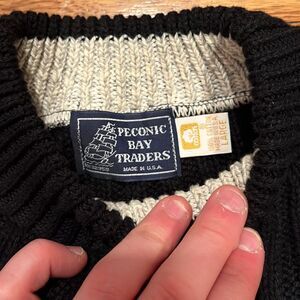 PECONIC
BAY
TRADERS
MADE IN U.S.A.
LARGE